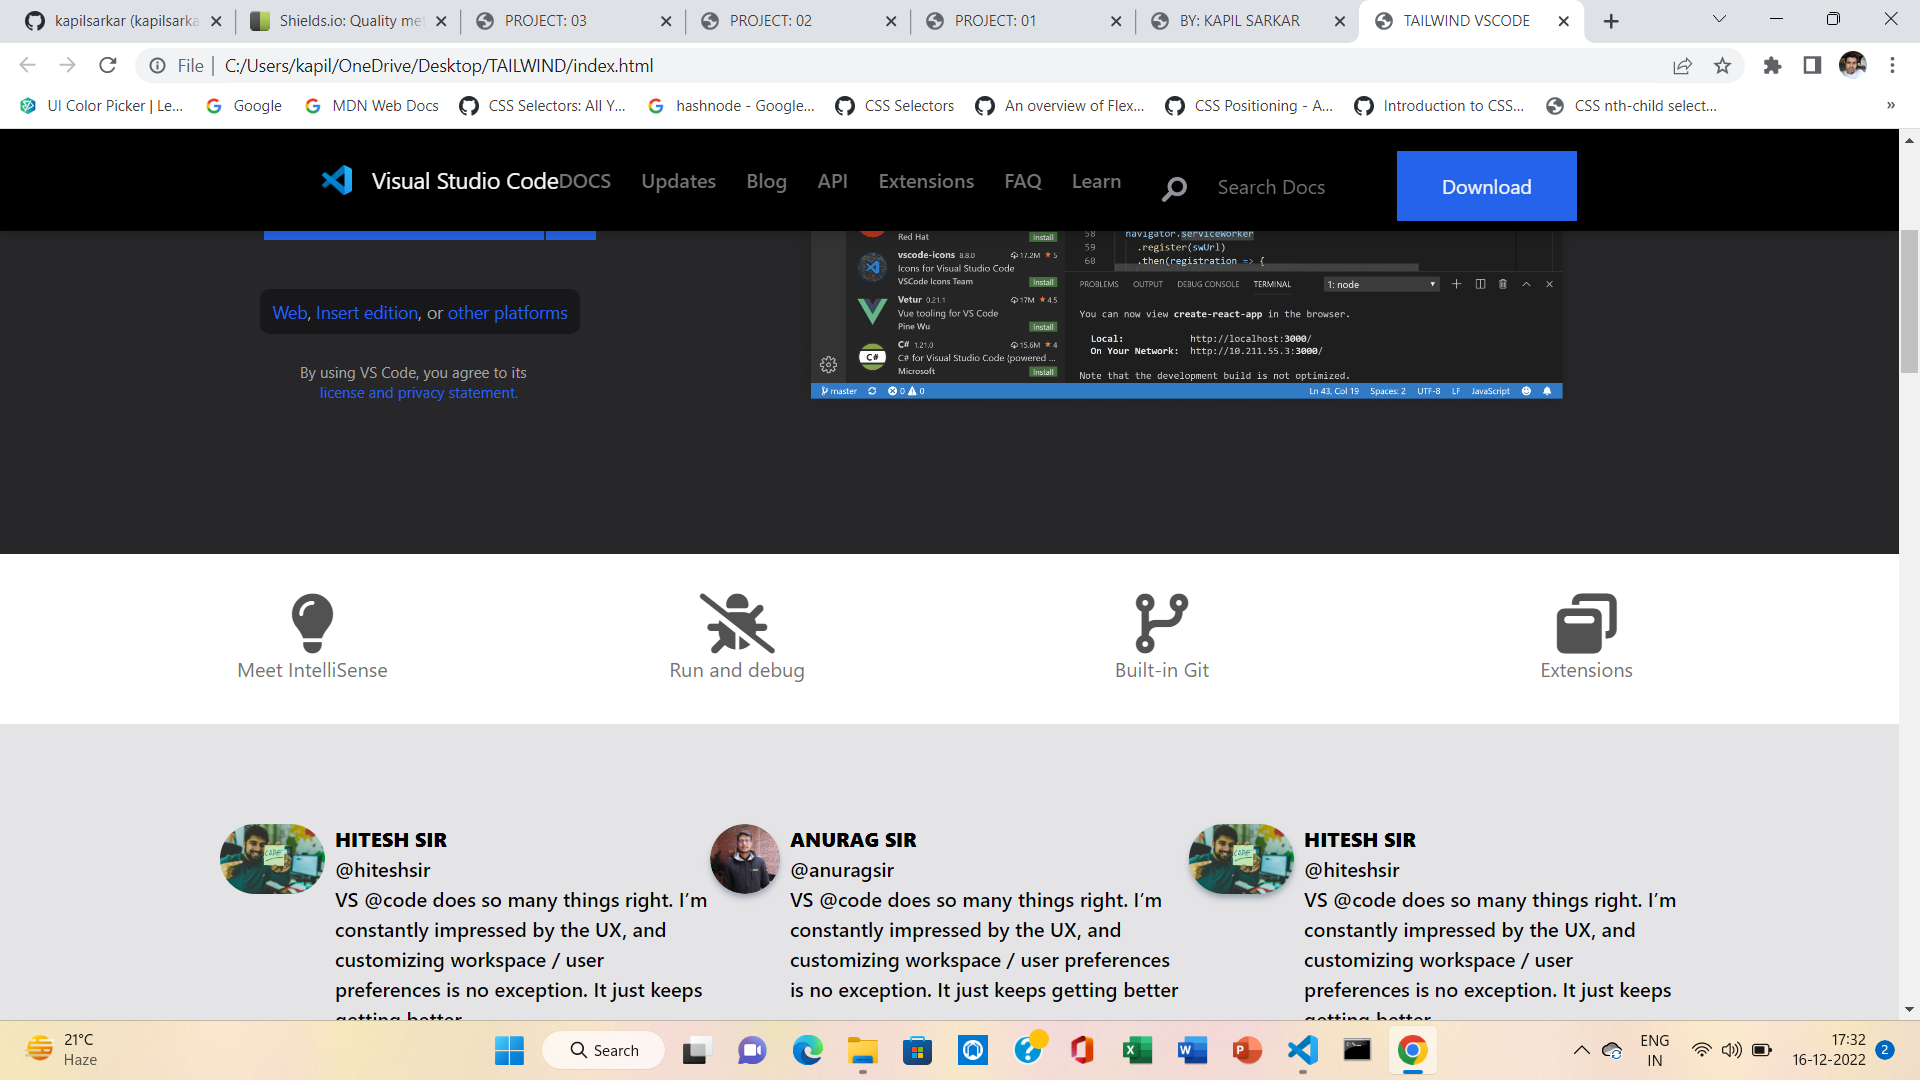 kapilsarkar (kapilsarka
Shields.io: Quality met
PROJECT: 03
PROJECT: 02
PROJECT: 01
BY: KAPIL SARKAR
TAILWIND VSCODE
File
C:/Users/kapil/OneDrive/Desktop/TAILWIND/index.html
UI Color Picker | Le...
Google
MDN Web Docs
CSS Selectors: All Y...
hashnode - Google...
CSS Selectors
An overview of Flex...
CSS Positioning - A...
Introduction to CSS...
CSS nth-child select...
»
Visual Studio Code
DOCS
Updates
Blog
API
Extensions
FAQ
Learn
Search Docs
Download
Red Hat
Install
vscode-icons 8.8.0 17.2M ★ 5
Icons for Visual Studio Code
VSCode Icons Team
Install
Vetur 0.21.1 17M ★ 4.5
Vue tooling for VS Code
Pine Wu
Install
C# 1.21.0 15.6M ★ 4
C#
C# for Visual Studio Code (powered ...
Microsoft
Install
58 navigator.serviceWorker
59 .register(swUrl)
60 .then(registration => {
PROBLEMS OUTPUT DEBUG CONSOLE TERMINAL 1: node
You can now view create-react-app in the browser.
Local: http://localhost:3000/
On Your Network: http://10.211.55.3:3000/
Note that the development build is not optimized.
master 0 0
Ln 43, Col 19 Spaces: 2 UTF-8 LF JavaScript
Web, Insert edition, or other platforms
By using VS Code, you agree to its
license and privacy statement.
Meet IntelliSense
Run and debug
Built-in Git
Extensions
HITESH SIR
@hiteshsir
VS @code does so many things right. I’m
constantly impressed by the UX, and
customizing workspace / user
preferences is no exception. It just keeps
getting better
ANURAG SIR
@anuragsir
VS @code does so many things right. I’m
constantly impressed by the UX, and
customizing workspace / user preferences
is no exception. It just keeps getting better
HITESH SIR
@hiteshsir
VS @code does so many things right. I’m
constantly impressed by the UX, and
customizing workspace / user
preferences is no exception. It just keeps
getting better
21°C
Haze
Search
ENG
IN
17:32
16-12-2022
2